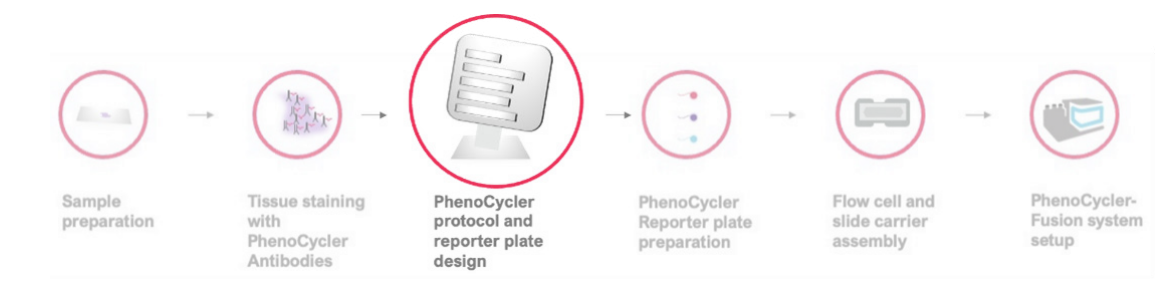 Sample
preparation
Tissue staining
with
PhenoCycler
Antibodies
PhenoCycler
protocol and
reporter plate
design
PhenoCycler
Reporter plate
preparation
Flow cell and
slide carrier
assembly
PhenoCycler-
Fusion system
setup